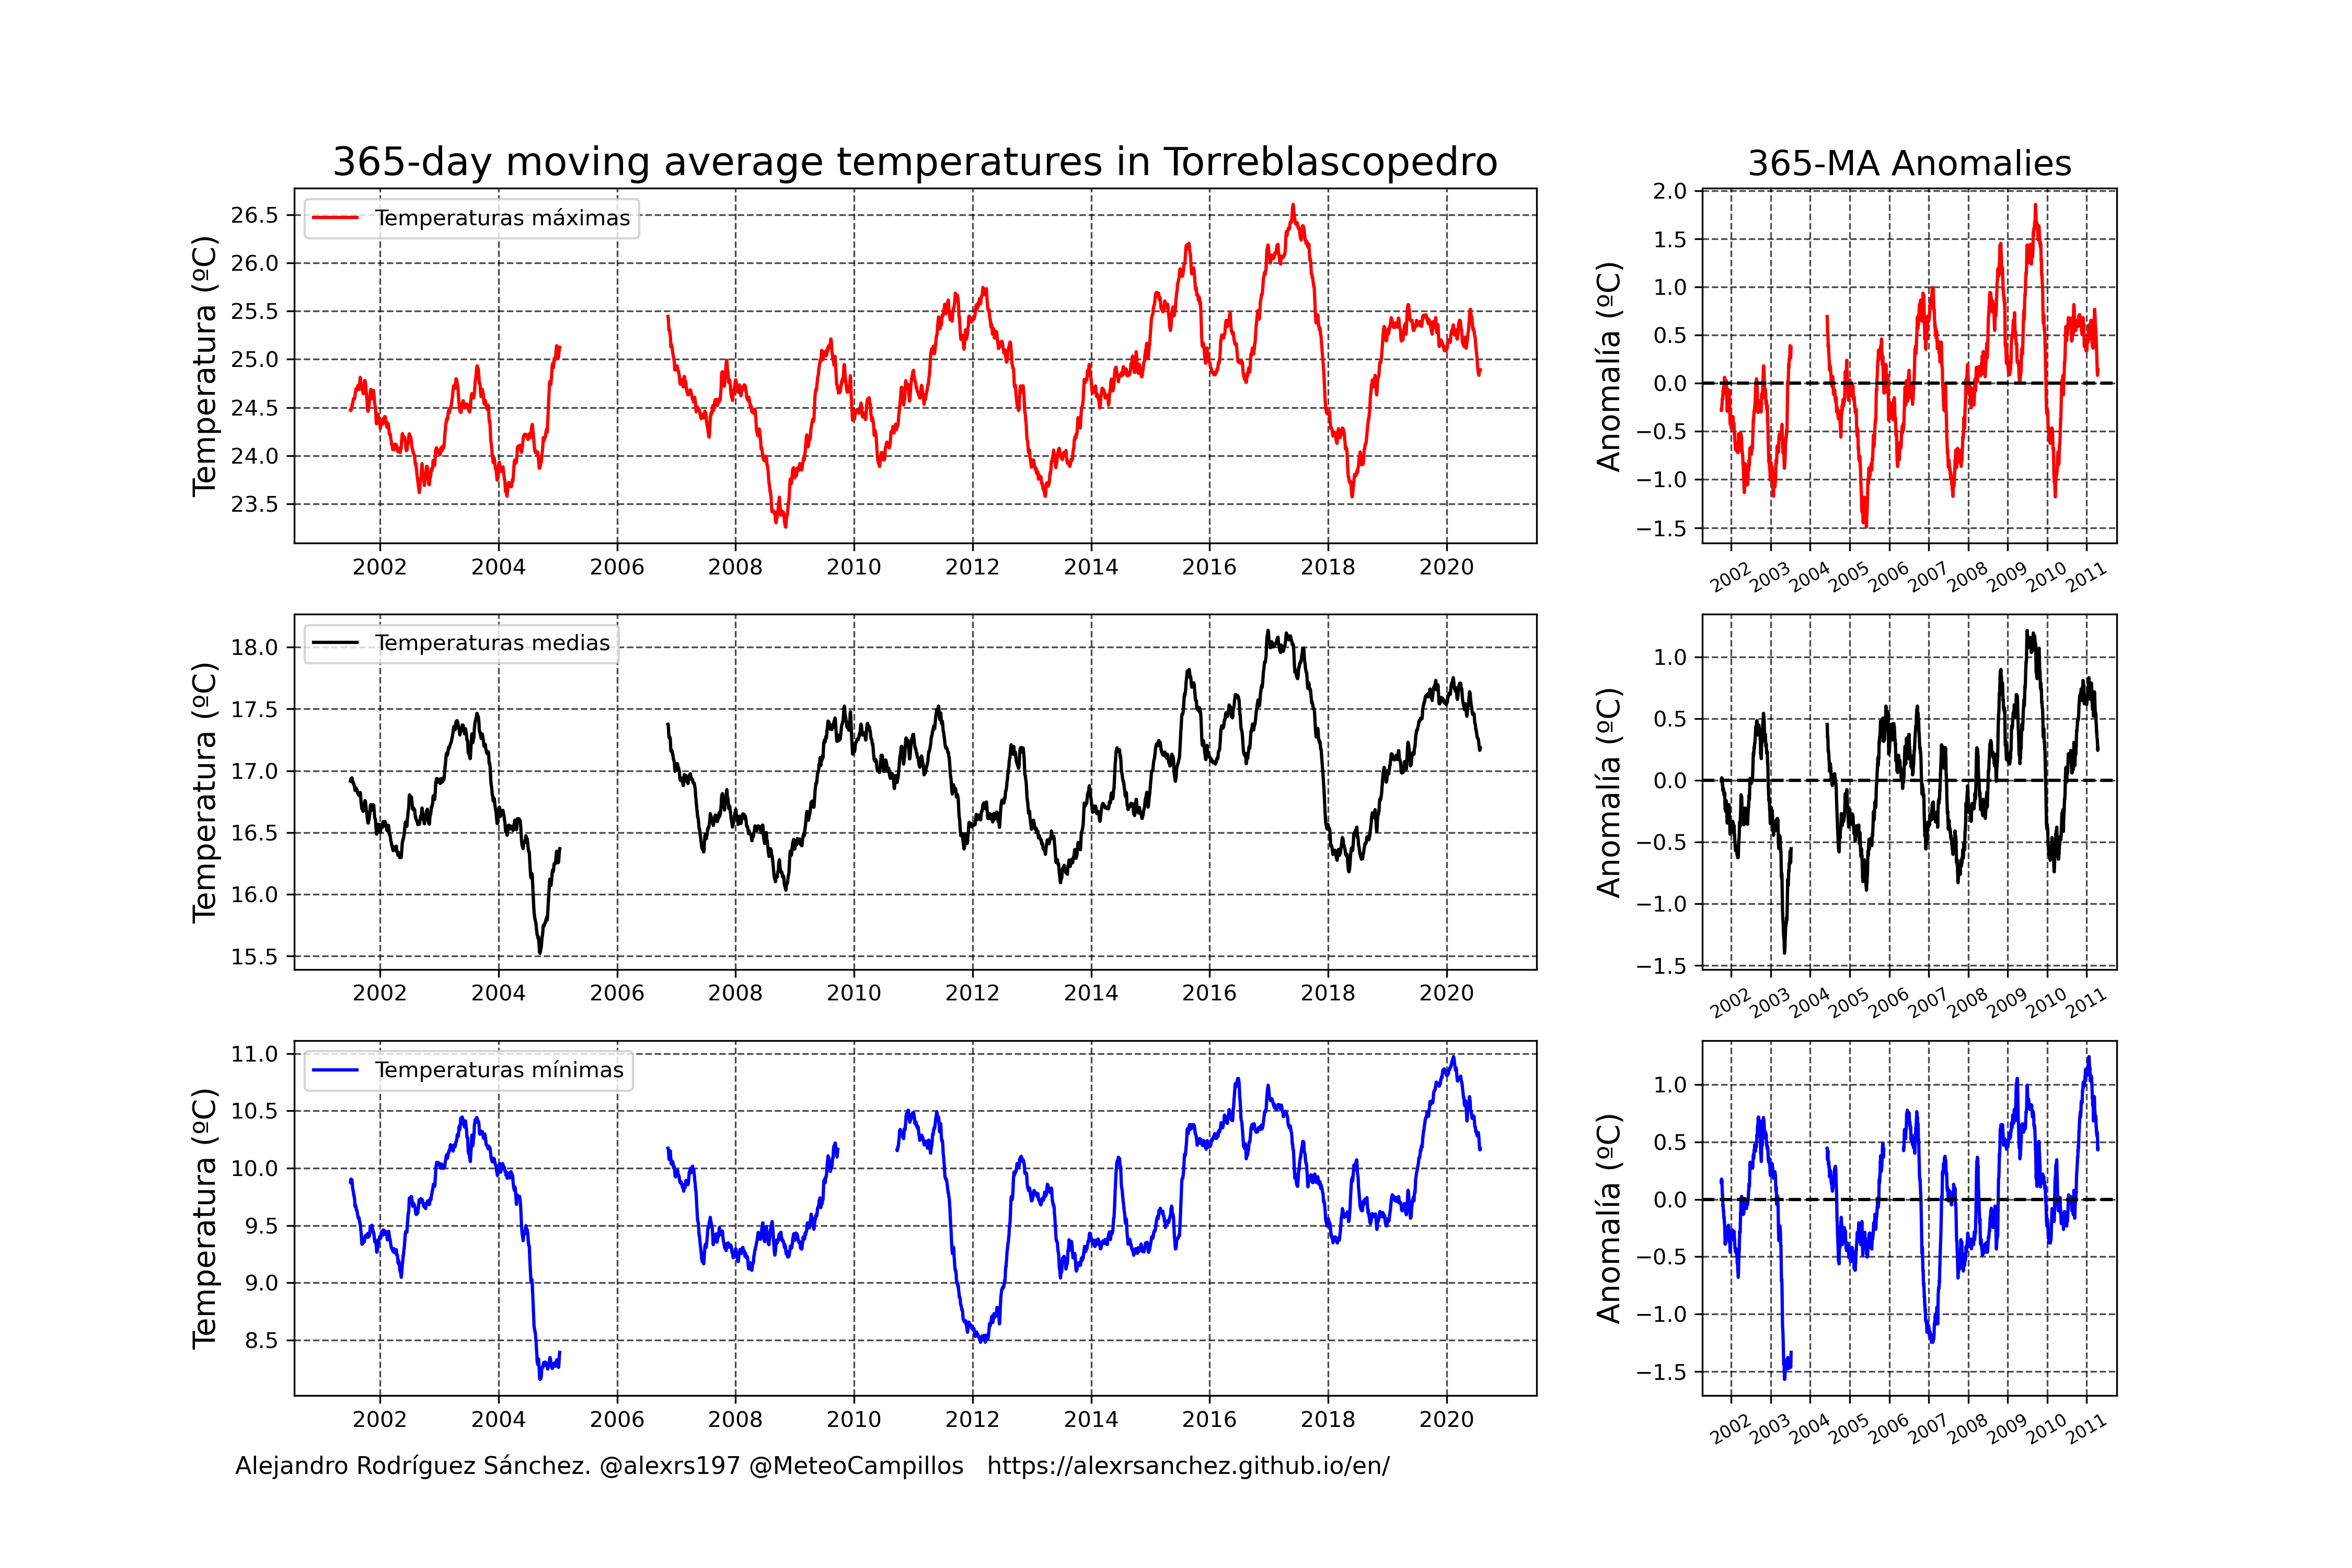 365-day moving average temperatures in Torreblascopedro
Temperatura (ºC)
26.5
26.0
25.5
25.0
24.5
24.0
23.5
Temperaturas máximas
2002 2004 2006 2008 2010 2012 2014 2016 2018 2020
365-MA Anomalies
Anomalía (ºC)
2.0
1.5
1.0
0.5
0.0
−0.5
−1.0
−1.5
2002 2003 2004 2005 2006 2007 2008 2009 2010 2011
Temperatura (ºC)
18.0
17.5
17.0
16.5
16.0
15.5
Temperaturas medias
2002 2004 2006 2008 2010 2012 2014 2016 2018 2020
Anomalía (ºC)
1.0
0.5
0.0
−0.5
−1.0
−1.5
2002 2003 2004 2005 2006 2007 2008 2009 2010 2011
Temperatura (ºC)
11.0
10.5
10.0
9.5
9.0
8.5
Temperaturas mínimas
2002 2004 2006 2008 2010 2012 2014 2016 2018 2020
Anomalía (ºC)
1.0
0.5
0.0
−0.5
−1.0
−1.5
2002 2003 2004 2005 2006 2007 2008 2009 2010 2011
Alejandro Rodríguez Sánchez. @alexrs197 @MeteoCampillos https://alexrsanchez.github.io/en/